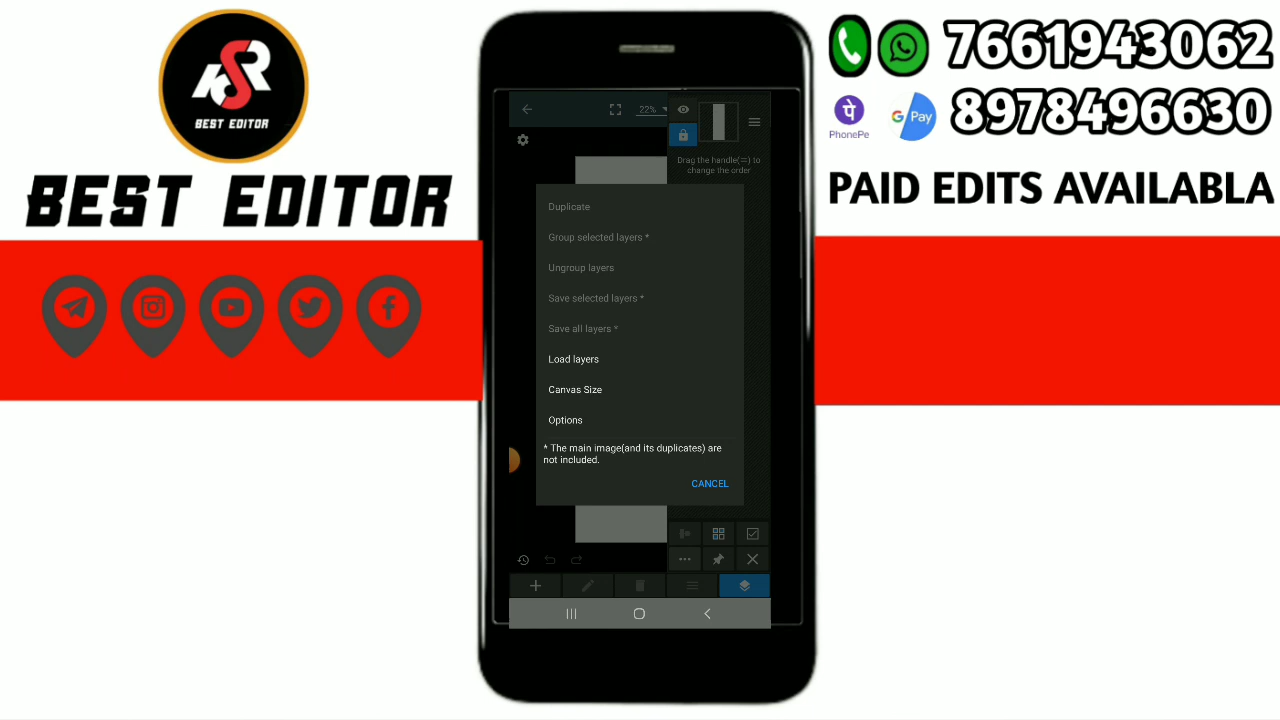 KSR
BEST EDITOR
BEST EDITOR
22%
Drag the handle(=) to
change the order
Duplicate
Group selected layers *
Ungroup layers
Save selected layers *
Save all layers *
Load layers
Canvas Size
Options
* The main image(and its duplicates) are
not included.
CANCEL
7661943062
PhonePe
G Pay
8978496630
PAID EDITS AVAILABLA